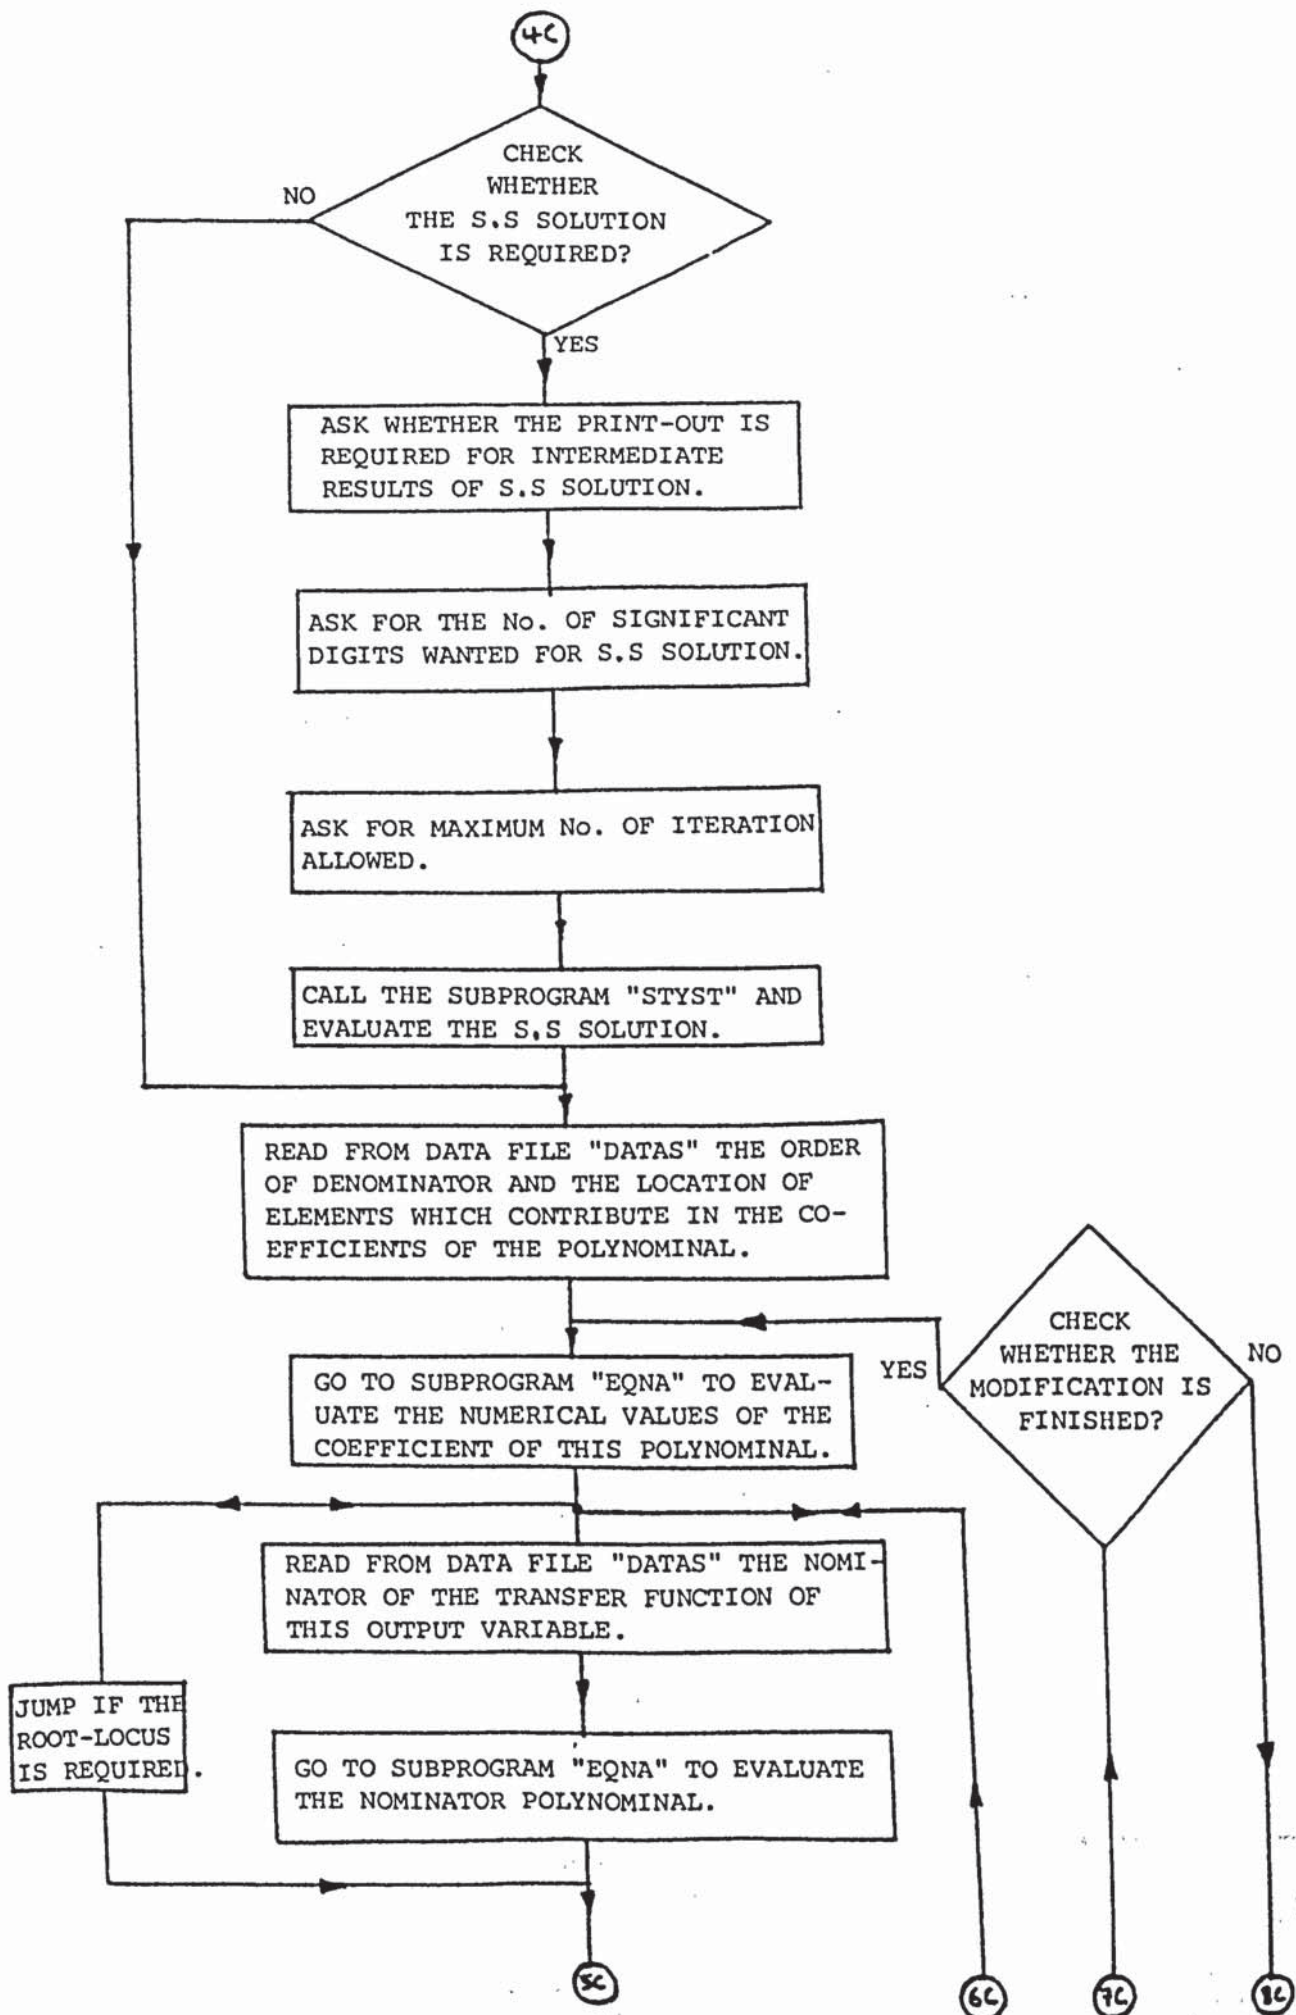 4C
CHECK
WHETHER
THE S.S SOLUTION
IS REQUIRED?
NO
YES
ASK WHETHER THE PRINT-OUT IS
REQUIRED FOR INTERMEDIATE
RESULTS OF S.S SOLUTION.
ASK FOR THE No. OF SIGNIFICANT
DIGITS WANTED FOR S.S SOLUTION.
ASK FOR MAXIMUM No. OF ITERATION
ALLOWED.
CALL THE SUBPROGRAM "STYST" AND
EVALUATE THE S.S SOLUTION.
READ FROM DATA FILE "DATAS" THE ORDER
OF DENOMINATOR AND THE LOCATION OF
ELEMENTS WHICH CONTRIBUTE IN THE CO-
EFFICIENTS OF THE POLYNOMINAL.
CHECK
WHETHER THE
MODIFICATION IS
FINISHED?
YES
NO
GO TO SUBPROGRAM "EQNA" TO EVAL-
UATE THE NUMERICAL VALUES OF THE
COEFFICIENT OF THIS POLYNOMINAL.
READ FROM DATA FILE "DATAS" THE NOMI-
NATOR OF THE TRANSFER FUNCTION OF
THIS OUTPUT VARIABLE.
JUMP IF THE
ROOT-LOCUS
IS REQUIRED.
GO TO SUBPROGRAM "EQNA" TO EVALUATE
THE NOMINATOR POLYNOMINAL.
5C
6C
7C
8C